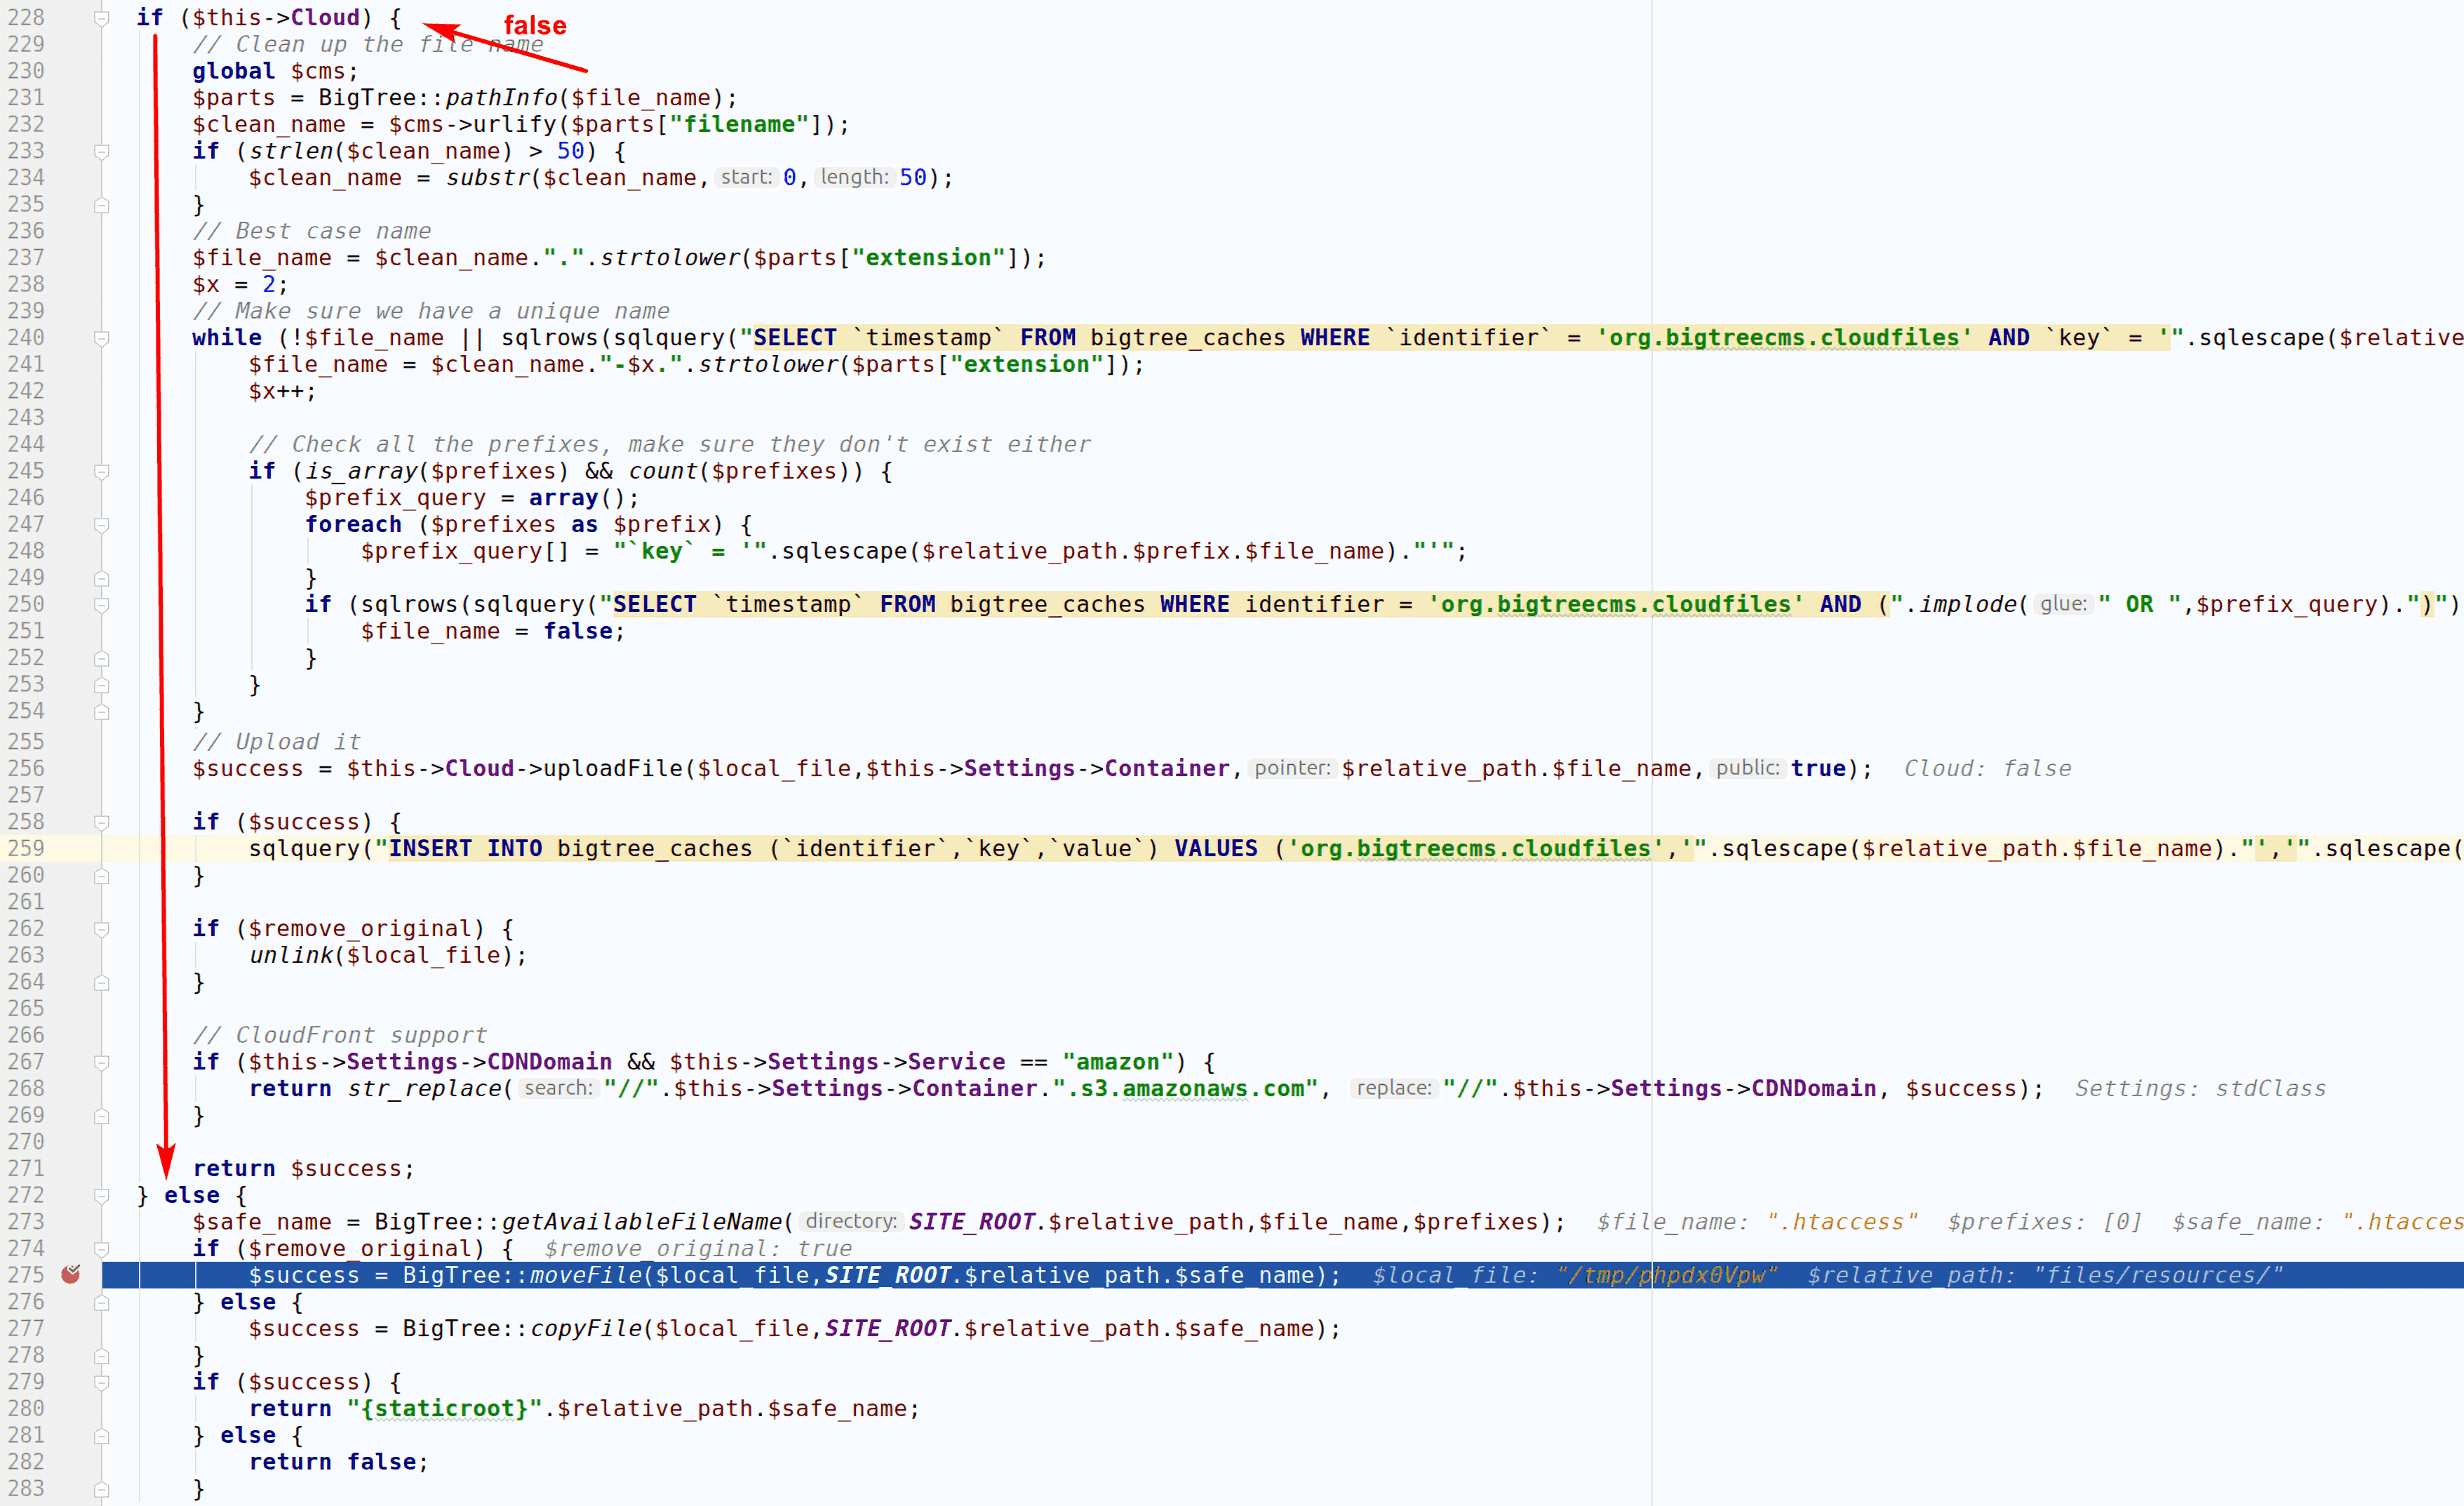 228 if ($this->Cloud) { false
229 // Clean up the file name
230 global $cms;
231 $parts = BigTree::pathInfo($file_name);
232 $clean_name = $cms->urlify($parts["filename"]);
233 if (strlen($clean_name) > 50) {
234 $clean_name = substr($clean_name, start: 0, length: 50);
235 }
236 // Best case name
237 $file_name = $clean_name.".".strtolower($parts["extension"]);
238 $x = 2;
239 // Make sure we have a unique name
240 while (!$file_name || sqlrows(sqlquery("SELECT `timestamp` FROM bigtree_caches WHERE `identifier` = 'org.bigtreecms.cloudfiles' AND `key` = '".sqlescape($relative
241 $file_name = $clean_name."-$x.".strtolower($parts["extension"]);
242 $x++;
243
244 // Check all the prefixes, make sure they don't exist either
245 if (is_array($prefixes) && count($prefixes)) {
246 $prefix_query = array();
247 foreach ($prefixes as $prefix) {
248 $prefix_query[] = "`key` = '".sqlescape($relative_path.$prefix.$file_name)."'";
249 }
250 if (sqlrows(sqlquery("SELECT `timestamp` FROM bigtree_caches WHERE identifier = 'org.bigtreecms.cloudfiles' AND (".implode( glue: " OR ",$prefix_query).")")
251 $file_name = false;
252 }
253 }
254 }
255 // Upload it
256 $success = $this->Cloud->uploadFile($local_file,$this->Settings->Container, pointer: $relative_path.$file_name, public: true); Cloud: false
257
258 if ($success) {
259 sqlquery("INSERT INTO bigtree_caches (`identifier`,`key`,`value`) VALUES ('org.bigtreecms.cloudfiles','".sqlescape($relative_path.$file_name)."','".sqlescape(
260 }
261
262 if ($remove_original) {
263 unlink($local_file);
264 }
265
266 // CloudFront support
267 if ($this->Settings->CDNDomain && $this->Settings->Service == "amazon") {
268 return str_replace( search: "//".$this->Settings->Container.".s3.amazonaws.com", replace: "//".$this->Settings->CDNDomain, $success); Settings: stdClass
269 }
270
271 return $success;
272 } else {
273 $safe_name = BigTree::getAvailableFileName( directory: SITE_ROOT.$relative_path,$file_name,$prefixes); $file_name: ".htaccess" $prefixes: [0] $safe_name: ".htacces
274 if ($remove_original) { $remove_original: true
275 $success = BigTree::moveFile($local_file,SITE_ROOT.$relative_path.$safe_name); $local_file: "/tmp/phpdx0Vpw" $relative_path: "files/resources/"
276 } else {
277 $success = BigTree::copyFile($local_file,SITE_ROOT.$relative_path.$safe_name);
278 }
279 if ($success) {
280 return "{staticroot}".$relative_path.$safe_name;
281 } else {
282 return false;
283 }